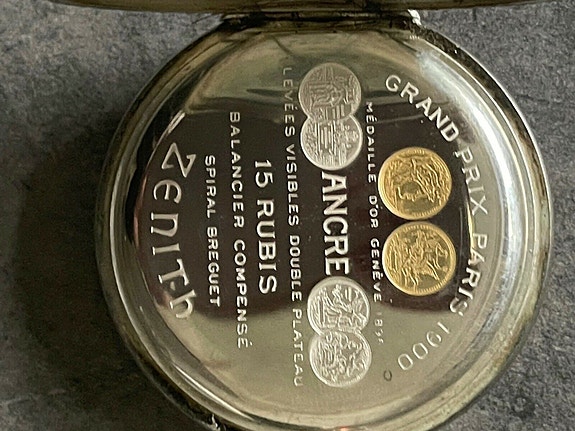 GRAND PRIX PARIS 1900
MÉDAILLE D'OR GENÈVE
ANCRE
LEVÉES VISIBLES DOUBLE PLATEAU
15 RUBIS
BALANCIER COMPENSÉ
SPIRAL BREGUET
ZENITH